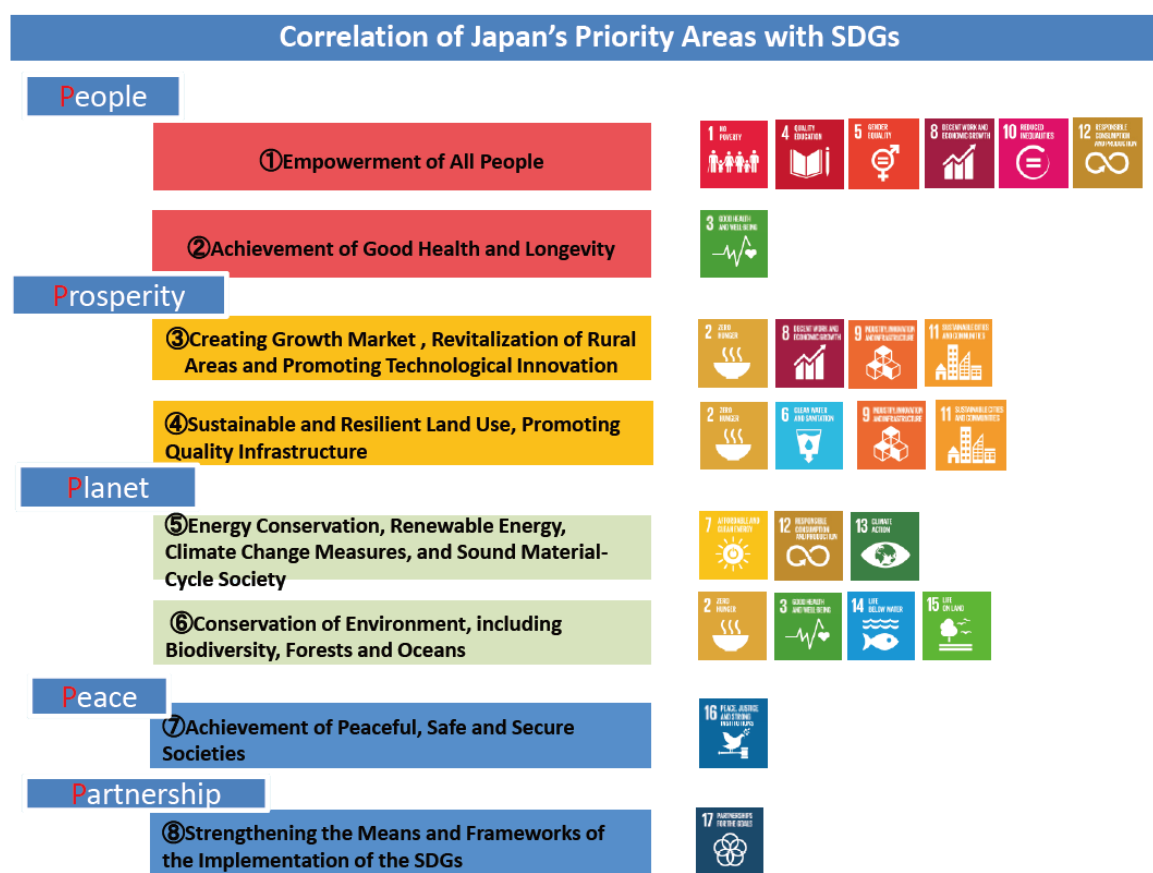 Correlation of Japan's Priority Areas with SDGs
People
①Empowerment of All People
1 NO
POVERTY
4 QUALITY
EDUCATION
5 GENDER
EQUALITY
8 DECENT WORK AND
ECONOMIC GROWTH
10 REDUCED
INEQUALITIES
12 RESPONSIBLE
CONSUMPTION
AND PRODUCTION
②Achievement of Good Health and Longevity
3 GOOD HEALTH
AND WELL-BEING
Prosperity
③Creating Growth Market , Revitalization of Rural
Areas and Promoting Technological Innovation
2 ZERO
HUNGER
8 DECENT WORK AND
ECONOMIC GROWTH
9 INDUSTRY, INNOVATION
AND INFRASTRUCTURE
11 SUSTAINABLE CITIES
AND COMMUNITIES
④Sustainable and Resilient Land Use, Promoting
Quality Infrastructure
2 ZERO
HUNGER
6 CLEAN WATER
AND SANITATION
9 INDUSTRY, INNOVATION
AND INFRASTRUCTURE
11 SUSTAINABLE CITIES
AND COMMUNITIES
Planet
⑤Energy Conservation, Renewable Energy,
Climate Change Measures, and Sound Material-
Cycle Society
7 AFFORDABLE AND
CLEAN ENERGY
12 RESPONSIBLE
CONSUMPTION
AND PRODUCTION
13 CLIMATE
ACTION
⑥Conservation of Environment, including
Biodiversity, Forests and Oceans
2 ZERO
HUNGER
3 GOOD HEALTH
AND WELL-BEING
14 LIFE
BELOW WATER
15 LIFE
ON LAND
Peace
⑦Achievement of Peaceful, Safe and Secure
Societies
16 PEACE, JUSTICE
AND STRONG
INSTITUTIONS
Partnership
⑧Strengthening the Means and Frameworks of
the Implementation of the SDGs
17 PARTNERSHIPS
FOR THE GOALS